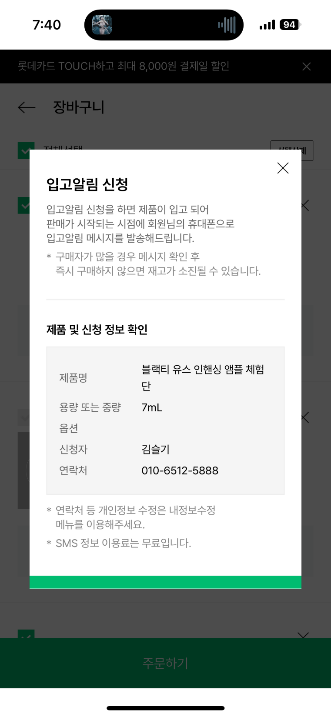 7:40
94
롯데카드 TOUCH하고 최대 8,000원 결제일 할인
장바구니
전체선택
입고알림 신청
입고알림 신청을 하면 제품이 입고 되어
판매가 시작되는 시점에 회원님의 휴대폰으로
입고알림 메시지를 발송해드립니다.
* 구매자가 많을 경우 메시지 확인 후
즉시 구매하지 않으면 재고가 소진될 수 있습니다.
제품 및 신청 정보 확인
제품명 블랙티 유스 인핸싱 앰플 체험
단
용량 또는 중량 7mL
옵션
신청자 김슬기
연락처 010-6512-5888
* 연락처 등 개인정보 수정은 내정보수정
메뉴를 이용해주세요.
* SMS 정보 이용료는 무료입니다.
주문하기